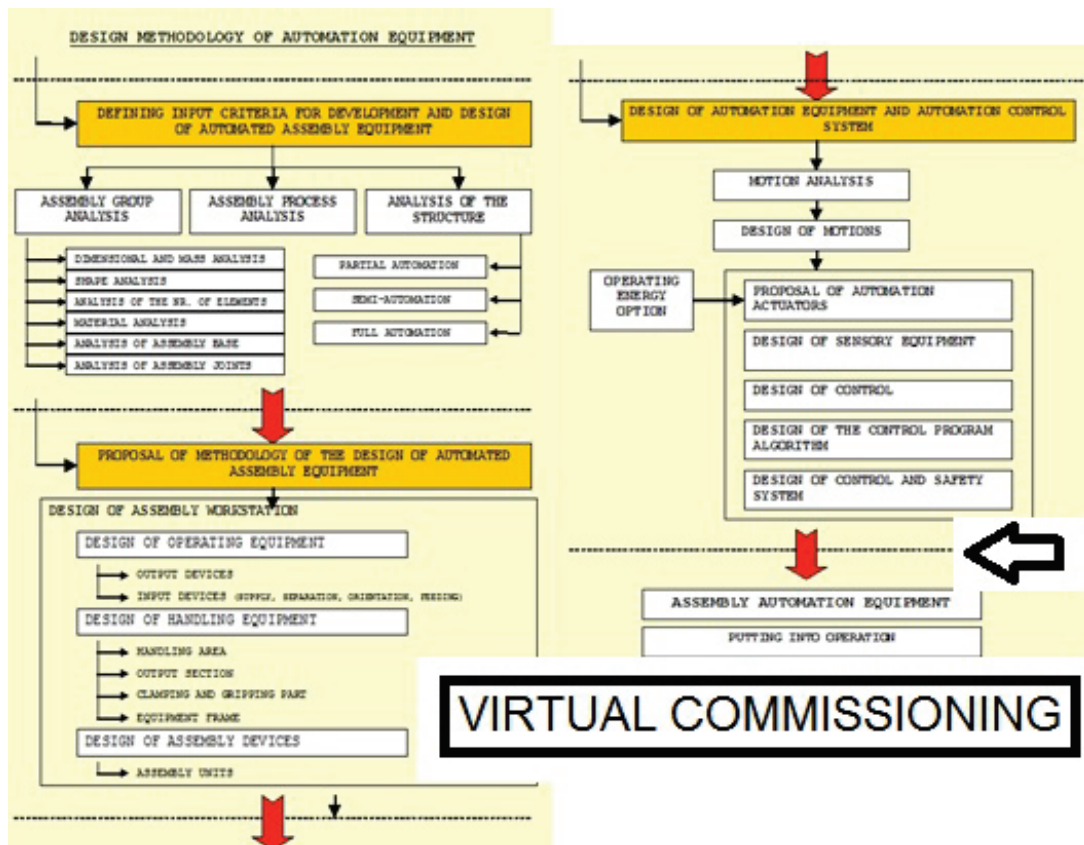 DESIGN METHODOLOGY OF AUTOMATION EQUIPMENT
DEFINING INPUT CRITERIA FOR DEVELOPMENT AND DESIGN
OF AUTOMATED ASSEMBLY EQUIPMENT
ASSEMBLY GROUP
ANALYSIS
ASSEMBLY PROCESS
ANALYSIS
ANALYSIS OF THE
STRUCTURE
DIMENSIONAL AND MASS ANALYSIS
SHAPE ANALYSIS
ANALYSIS OF THE NR. OF ELEMENTS
MATERIAL ANALYSIS
ANALYSIS OF ASSEMBLY BASE
ANALYSIS OF ASSEMBLY JOINTS
PARTIAL AUTOMATION
SEMI-AUTOMATION
FULL AUTOMATION
PROPOSAL OF METHODOLOGY OF THE DESIGN OF AUTOMATED
ASSEMBLY EQUIPMENT
DESIGN OF ASSEMBLY WORKSTATION
DESIGN OF OPERATING EQUIPMENT
OUTPUT DEVICES
INPUT DEVICES (SUPPLY, SEPARATION, ORIENTATION, FEEDING)
DESIGN OF HANDLING EQUIPMENT
HANDLING AREA
OUTPUT SECTION
CLAMPING AND GRIPPING PART
EQUIPMENT FRAME
DESIGN OF ASSEMBLY DEVICES
ASSEMBLY UNITS
DESIGN OF AUTOMATION EQUIPMENT AND AUTOMATION CONTROL
SYSTEM
MOTION ANALYSIS
DESIGN OF MOTIONS
OPERATING
ENERGY
OPTION
PROPOSAL OF AUTOMATION
ACTUATORS
DESIGN OF SENSORY EQUIPMENT
DESIGN OF CONTROL
DESIGN OF THE CONTROL PROGRAM
ALGORITHM
DESIGN OF CONTROL AND SAFETY
SYSTEM
ASSEMBLY AUTOMATION EQUIPMENT
PUTTING INTO OPERATION
VIRTUAL COMMISSIONING